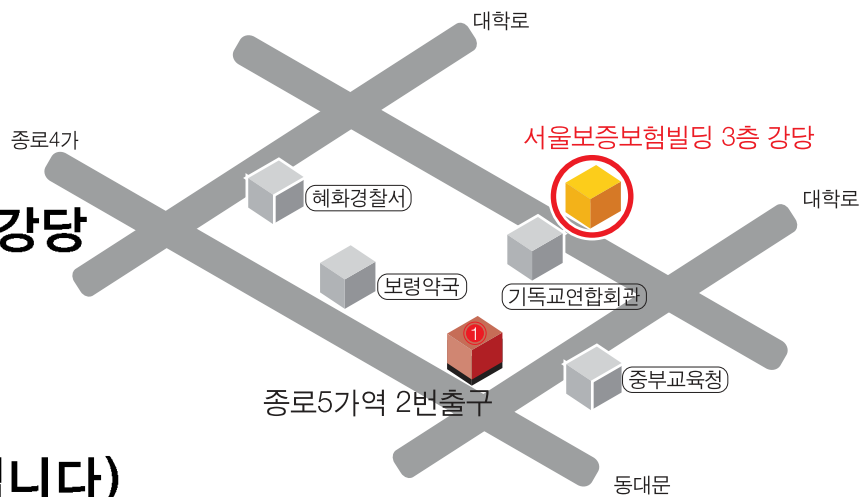 대학로
종로4가
서울보증보험빌딩 3층 강당
혜화경찰서
대학로
강당
보령약국
기독교연합회관
1
중부교육청
종로5가역 2번출구
니다)
동대문